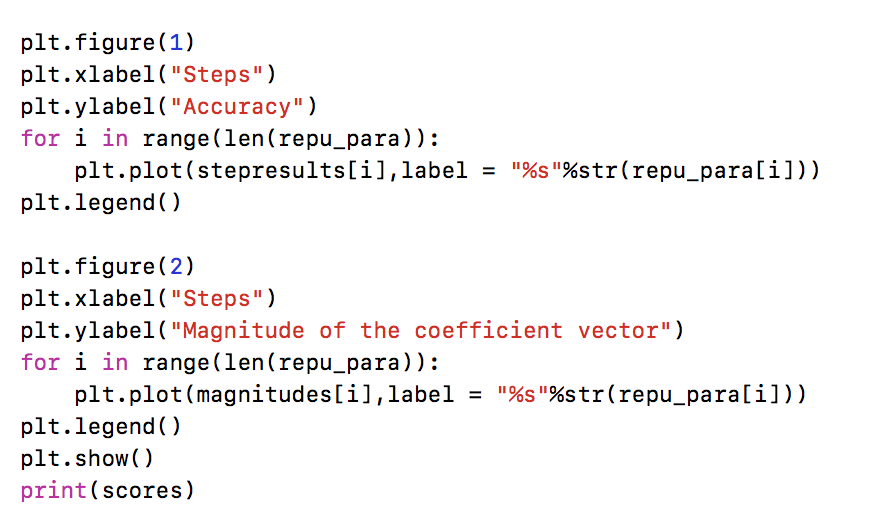 plt.figure(1)
plt.xlabel("Steps")
plt.ylabel("Accuracy")
for i in range(len(repu_para)):
    plt.plot(stepresults[i],label = "%s"%str(repu_para[i]))
plt.legend()

plt.figure(2)
plt.xlabel("Steps")
plt.ylabel("Magnitude of the coefficient vector")
for i in range(len(repu_para)):
    plt.plot(magnitudes[i],label = "%s"%str(repu_para[i]))
plt.legend()
plt.show()
print(scores)